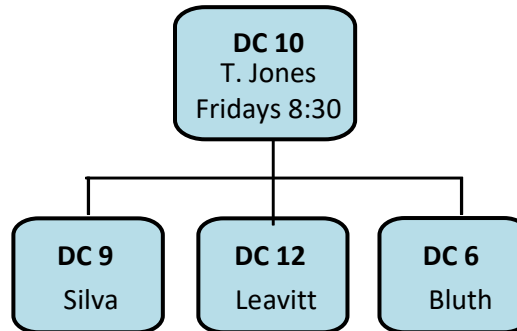 DC 10
T. Jones
Fridays 8:30
DC 9
Silva
DC 12
Leavitt
DC 6
Bluth